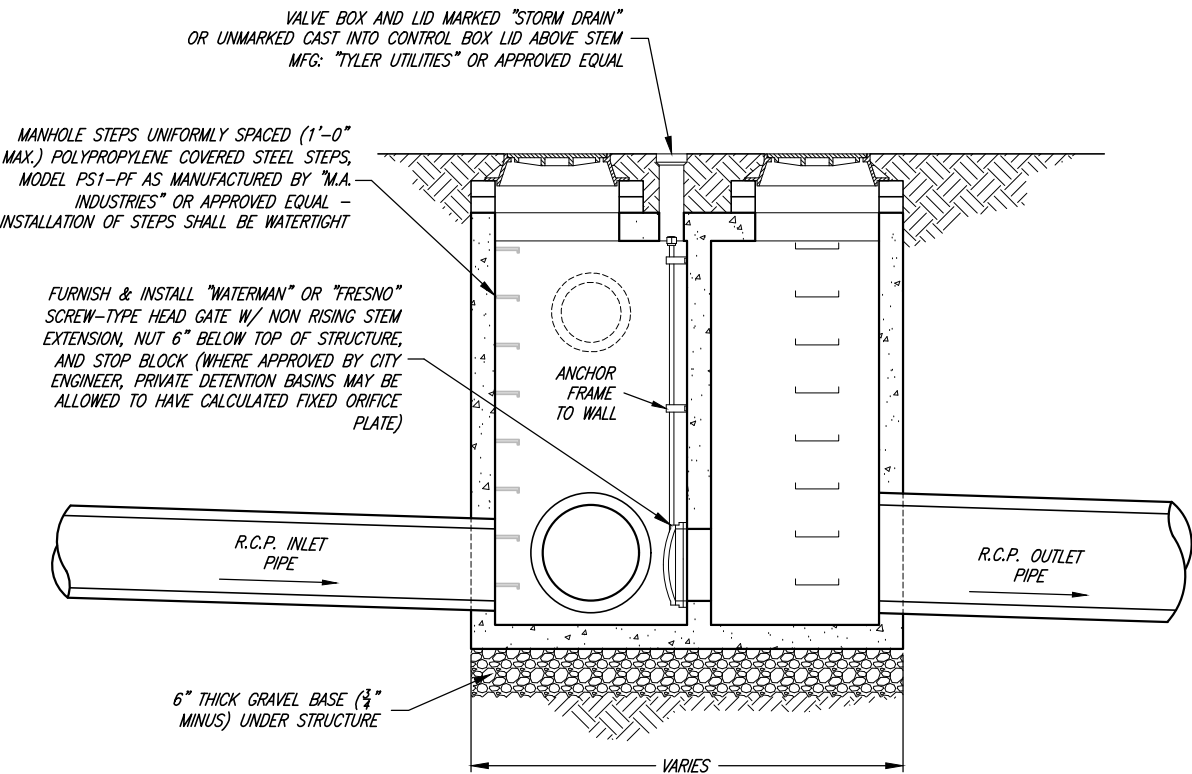 VALVE BOX AND LID MARKED "STORM DRAIN"
OR UNMARKED CAST INTO CONTROL BOX LID ABOVE STEM
MFG: "TYLER UTILITIES" OR APPROVED EQUAL
MANHOLE STEPS UNIFORMLY SPACED (1'-0"
MAX.) POLYPROPYLENE COVERED STEEL STEPS,
MODEL PS1-PF AS MANUFACTURED BY "M.A.
INDUSTRIES" OR APPROVED EQUAL -
INSTALLATION OF STEPS SHALL BE WATERTIGHT
FURNISH & INSTALL "WATERMAN" OR "FRESNO"
SCREW-TYPE HEAD GATE W/ NON RISING STEM
EXTENSION, NUT 6" BELOW TOP OF STRUCTURE,
AND STOP BLOCK (WHERE APPROVED BY CITY
ENGINEER, PRIVATE DETENTION BASINS MAY BE
ALLOWED TO HAVE CALCULATED FIXED ORIFICE
PLATE)
ANCHOR
FRAME
TO WALL
R.C.P. INLET
PIPE
R.C.P. OUTLET
PIPE
6" THICK GRAVEL BASE (3/4"
MINUS) UNDER STRUCTURE
VARIES